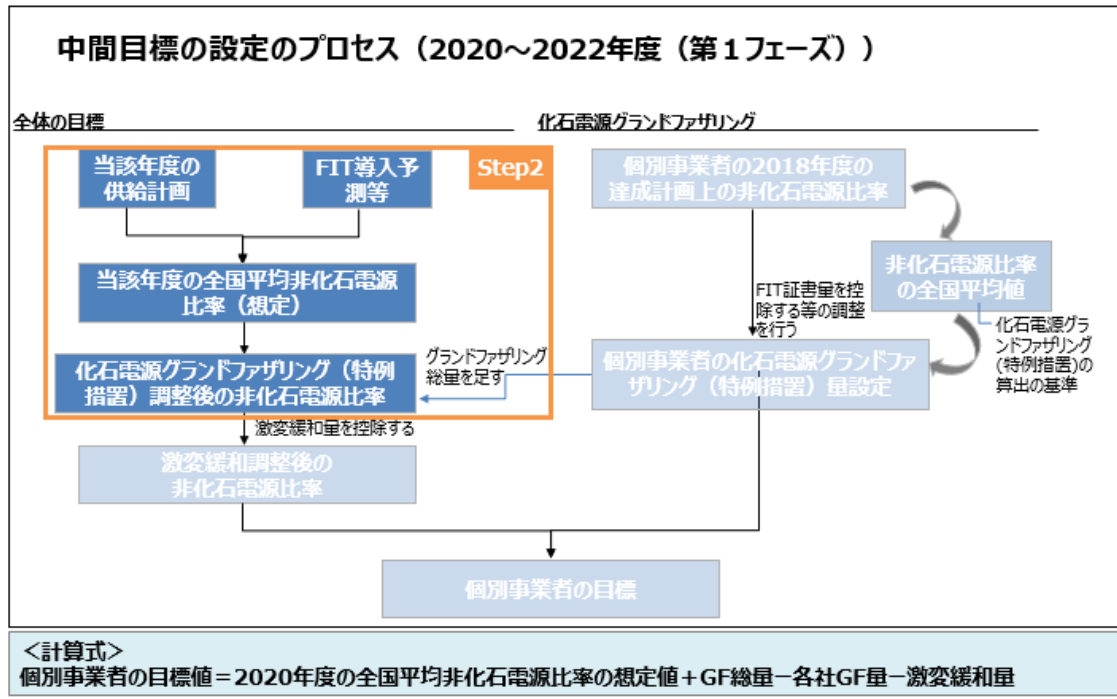 中間目標の設定のプロセス（2020～2022年度（第１フェーズ））
全体の目標
化石電源グランドファザリング
当該年度の
供給計画
FIT導入予
測等
Step2
個別事業者の2018年度の
達成計画上の非化石電源比率
当該年度の全国平均非化石電源
比率（想定）
非化石電源比率
の全国平均値
FIT証書量を控
除する等の調整
を行う
化石電源グラ
ンドファザリング
(特例措置)の
算出の基準
化石電源グランドファザリング（特例
措置）調整後の非化石電源比率
グランドファザリング
総量を足す
個別事業者の化石電源グランドファ
ザリング（特例措置）量設定
激変緩和量を控除する
激変緩和調整後の
非化石電源比率
個別事業者の目標
＜計算式＞
個別事業者の目標値＝2020年度の全国平均非化石電源比率の想定値＋GF総量－各社GF量－激変緩和量